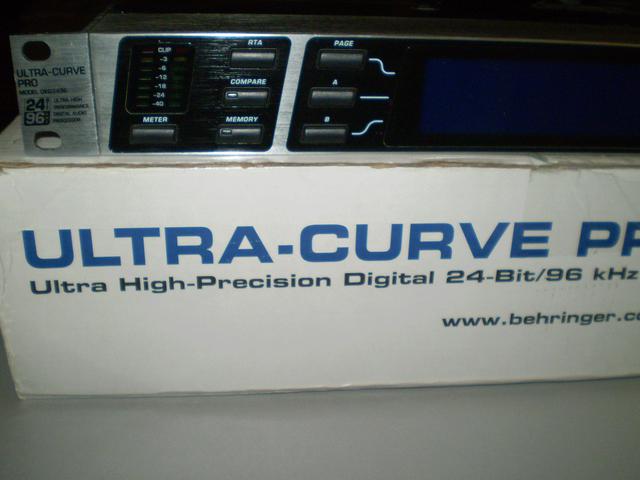 ULTRA-CURVE
PRO
MODEL DEQ2496
24
96
ULTRA HIGH
PERFORMANCE
DIGITAL AUDIO
PROCESSOR
CLIP
-3
-6
-12
-18
-24
-40
METER
RTA
COMPARE
MEMORY
PAGE
A
B
ULTRA-CURVE PR
Ultra High-Precision Digital 24-Bit/96 kHz
www.behringer.co